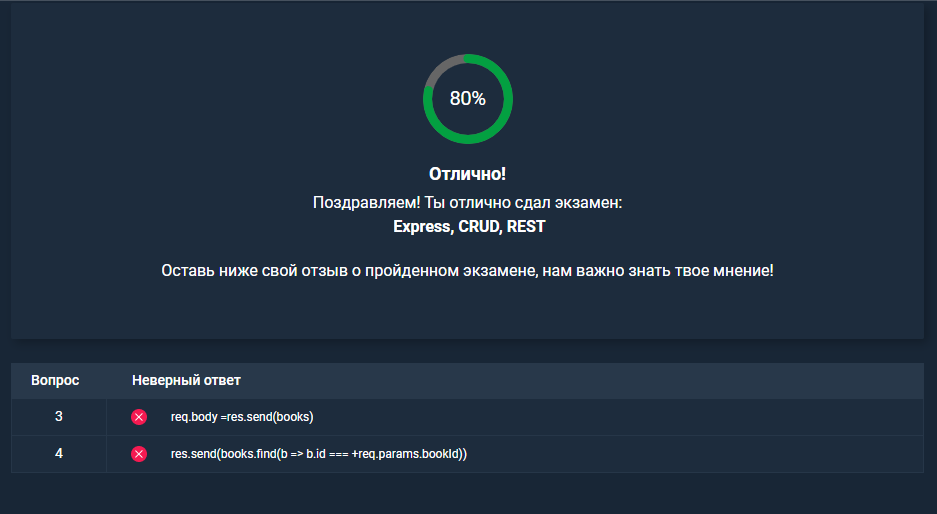 80%
Отлично!
Поздравляем! Ты отлично сдал экзамен:
Express, CRUD, REST
Оставь ниже свой отзыв о пройденном экзамене, нам важно знать твое мнение!
Вопрос Неверный ответ
3 req.body =res.send(books)
4 res.send(books.find(b => b.id === +req.params.bookId))